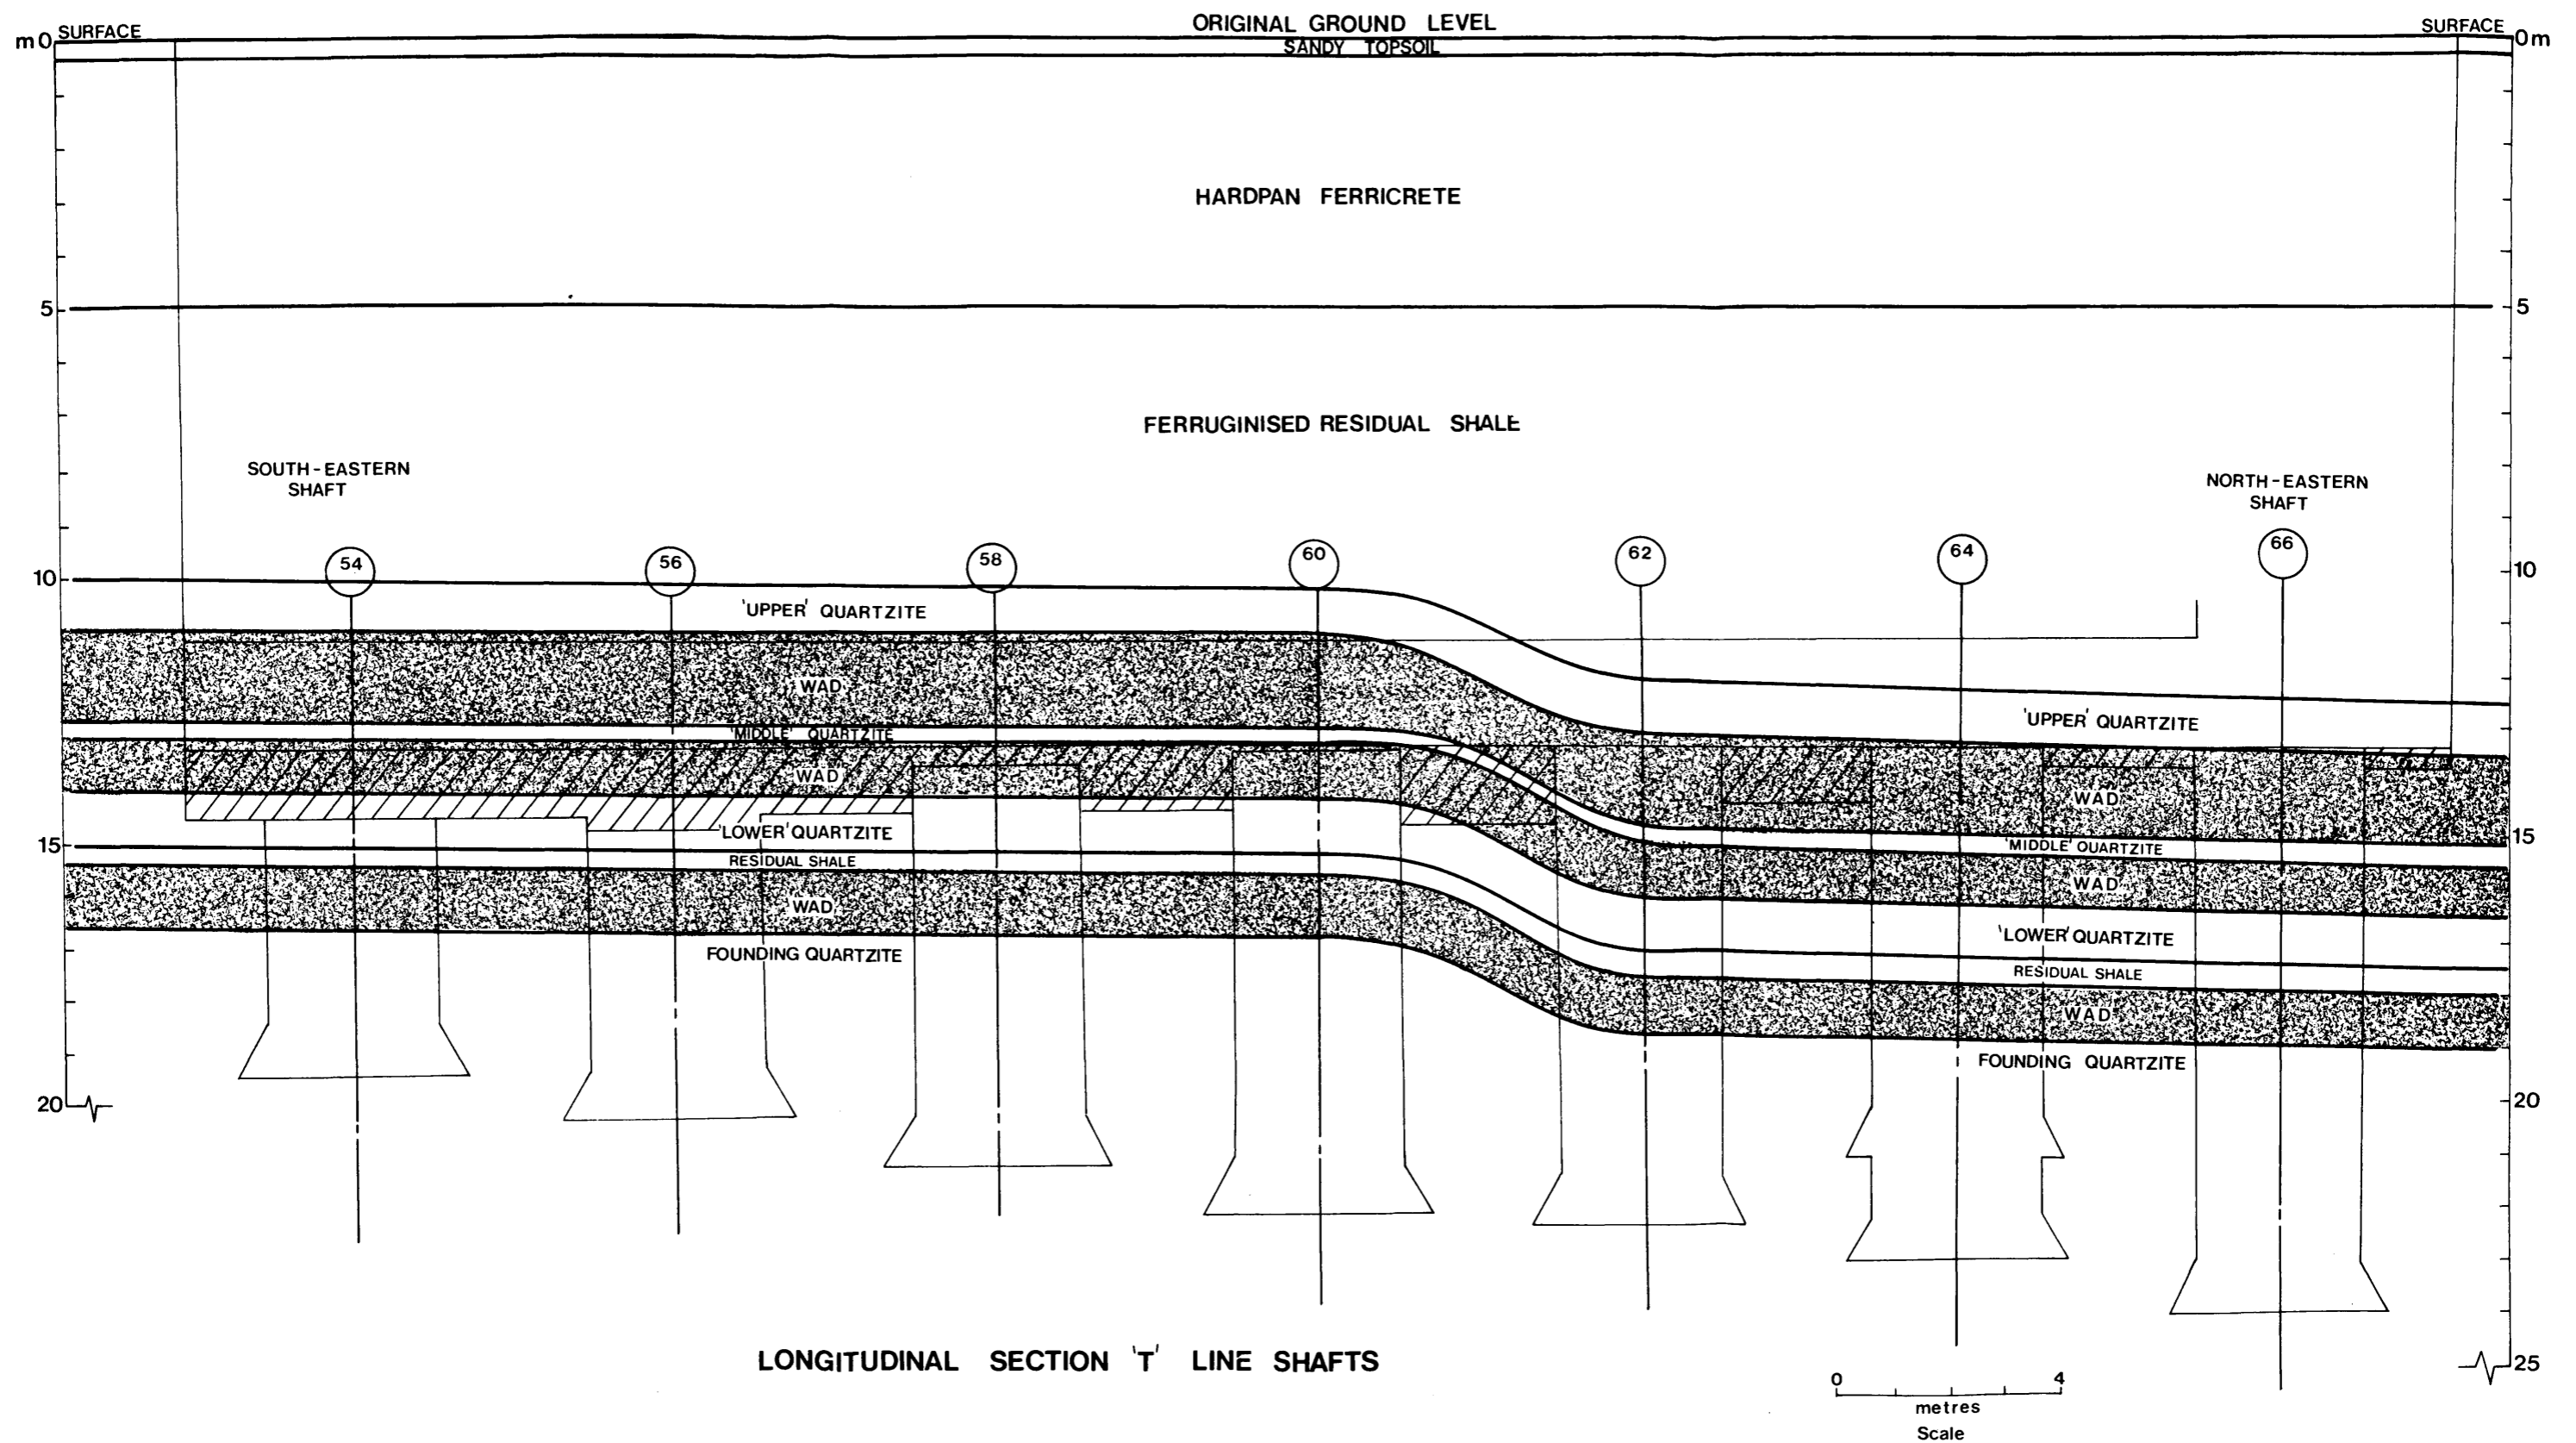 ORIGINAL GROUND LEVEL
m 0 SURFACE
SURFACE 0 m
SANDY TOPSOIL
HARDPAN FERRICRETE
5
5
FERRUGINISED RESIDUAL SHALE
SOUTH-EASTERN
SHAFT
NORTH-EASTERN
SHAFT
54
56
58
60
62
64
66
10
10
'UPPER' QUARTZITE
WAD
'UPPER' QUARTZITE
'MIDDLE' QUARTZITE
WAD
WAD
'LOWER' QUARTZITE
15
15
'MIDDLE' QUARTZITE
RESIDUAL SHALE
WAD
WAD
'LOWER' QUARTZITE
FOUNDING QUARTZITE
RESIDUAL SHALE
WAD
FOUNDING QUARTZITE
20
20
LONGITUDINAL SECTION 'T' LINE SHAFTS
25
0 4
metres
Scale